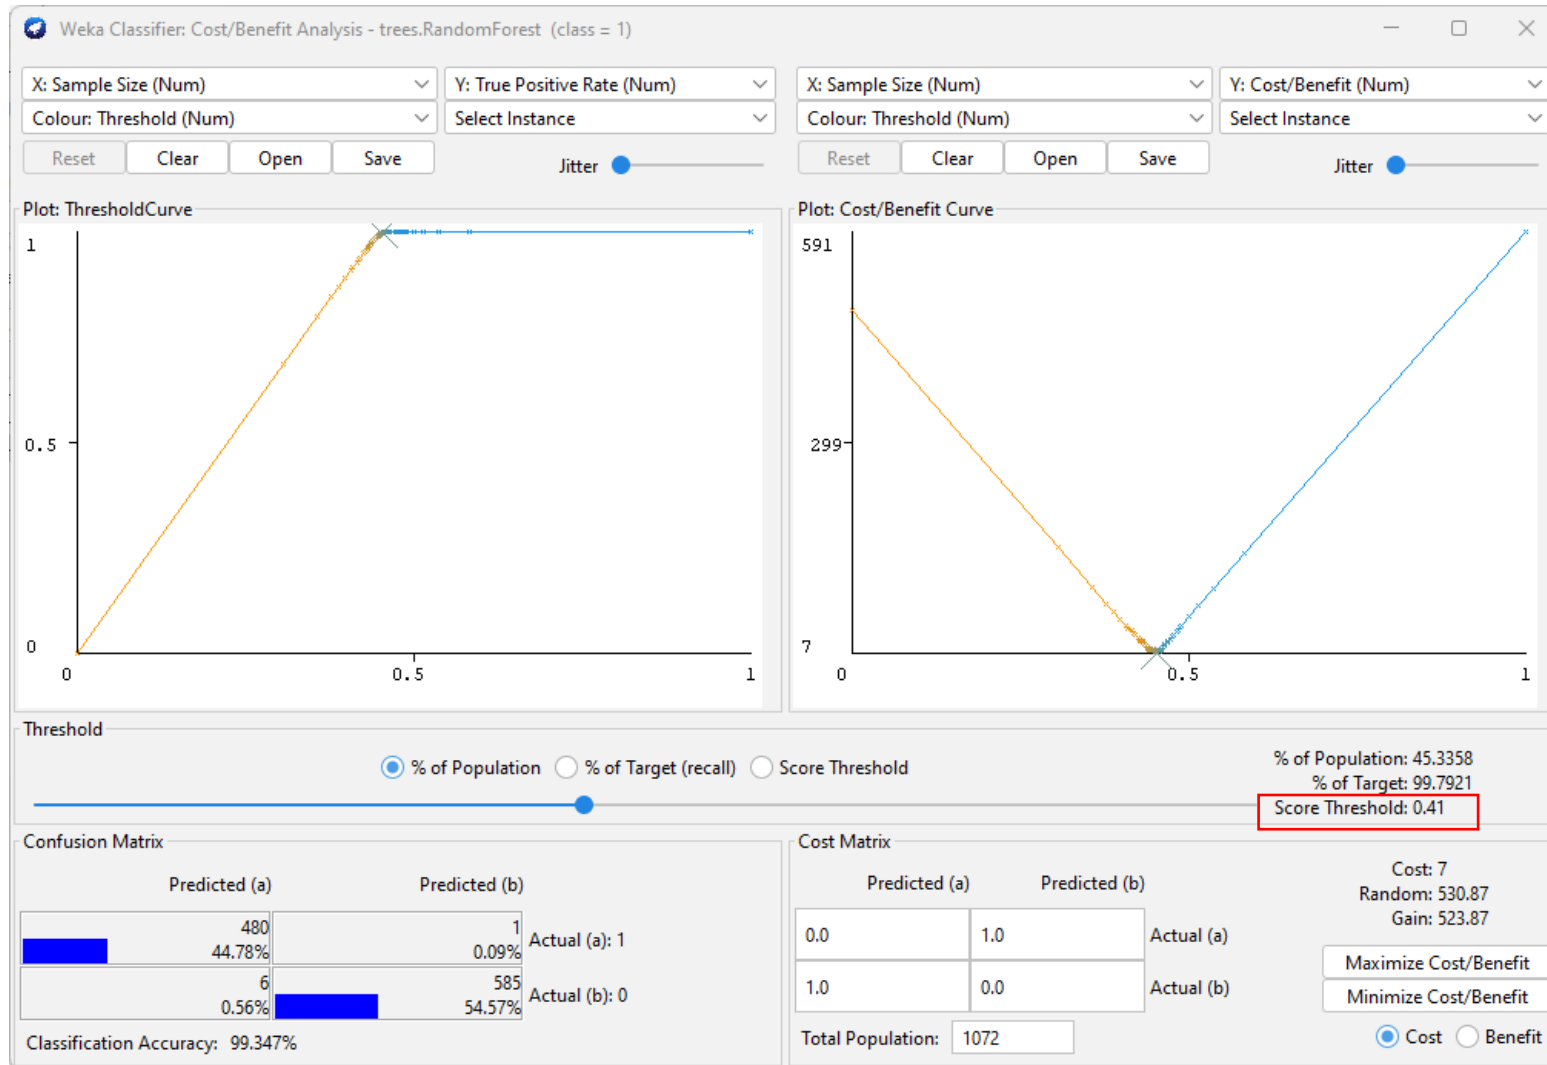 Weka Classifier: Cost/Benefit Analysis - trees.RandomForest (class = 1)
X: Sample Size (Num)
Y: True Positive Rate (Num)
Colour: Threshold (Num)
Select Instance
Reset
Clear
Open
Save
Jitter
Plot: ThresholdCurve
1
0.5
0
0
0.5
1
X: Sample Size (Num)
Y: Cost/Benefit (Num)
Colour: Threshold (Num)
Select Instance
Reset
Clear
Open
Save
Jitter
Plot: Cost/Benefit Curve
591
299
7
0
0.5
1
Threshold
% of Population
% of Target (recall)
Score Threshold
% of Population: 45.3358
% of Target: 99.7921
Score Threshold: 0.41
Confusion Matrix
Predicted (a) Predicted (b)
480 1
44.78% 0.09%
Actual (a): 1
6 585
0.56% 54.57%
Actual (b): 0
Classification Accuracy: 99.347%
Cost Matrix
Predicted (a) Predicted (b)
0.0 1.0 Actual (a)
1.0 0.0 Actual (b)
Total Population: 1072
Cost: 7
Random: 530.87
Gain: 523.87
Maximize Cost/Benefit
Minimize Cost/Benefit
Cost Benefit